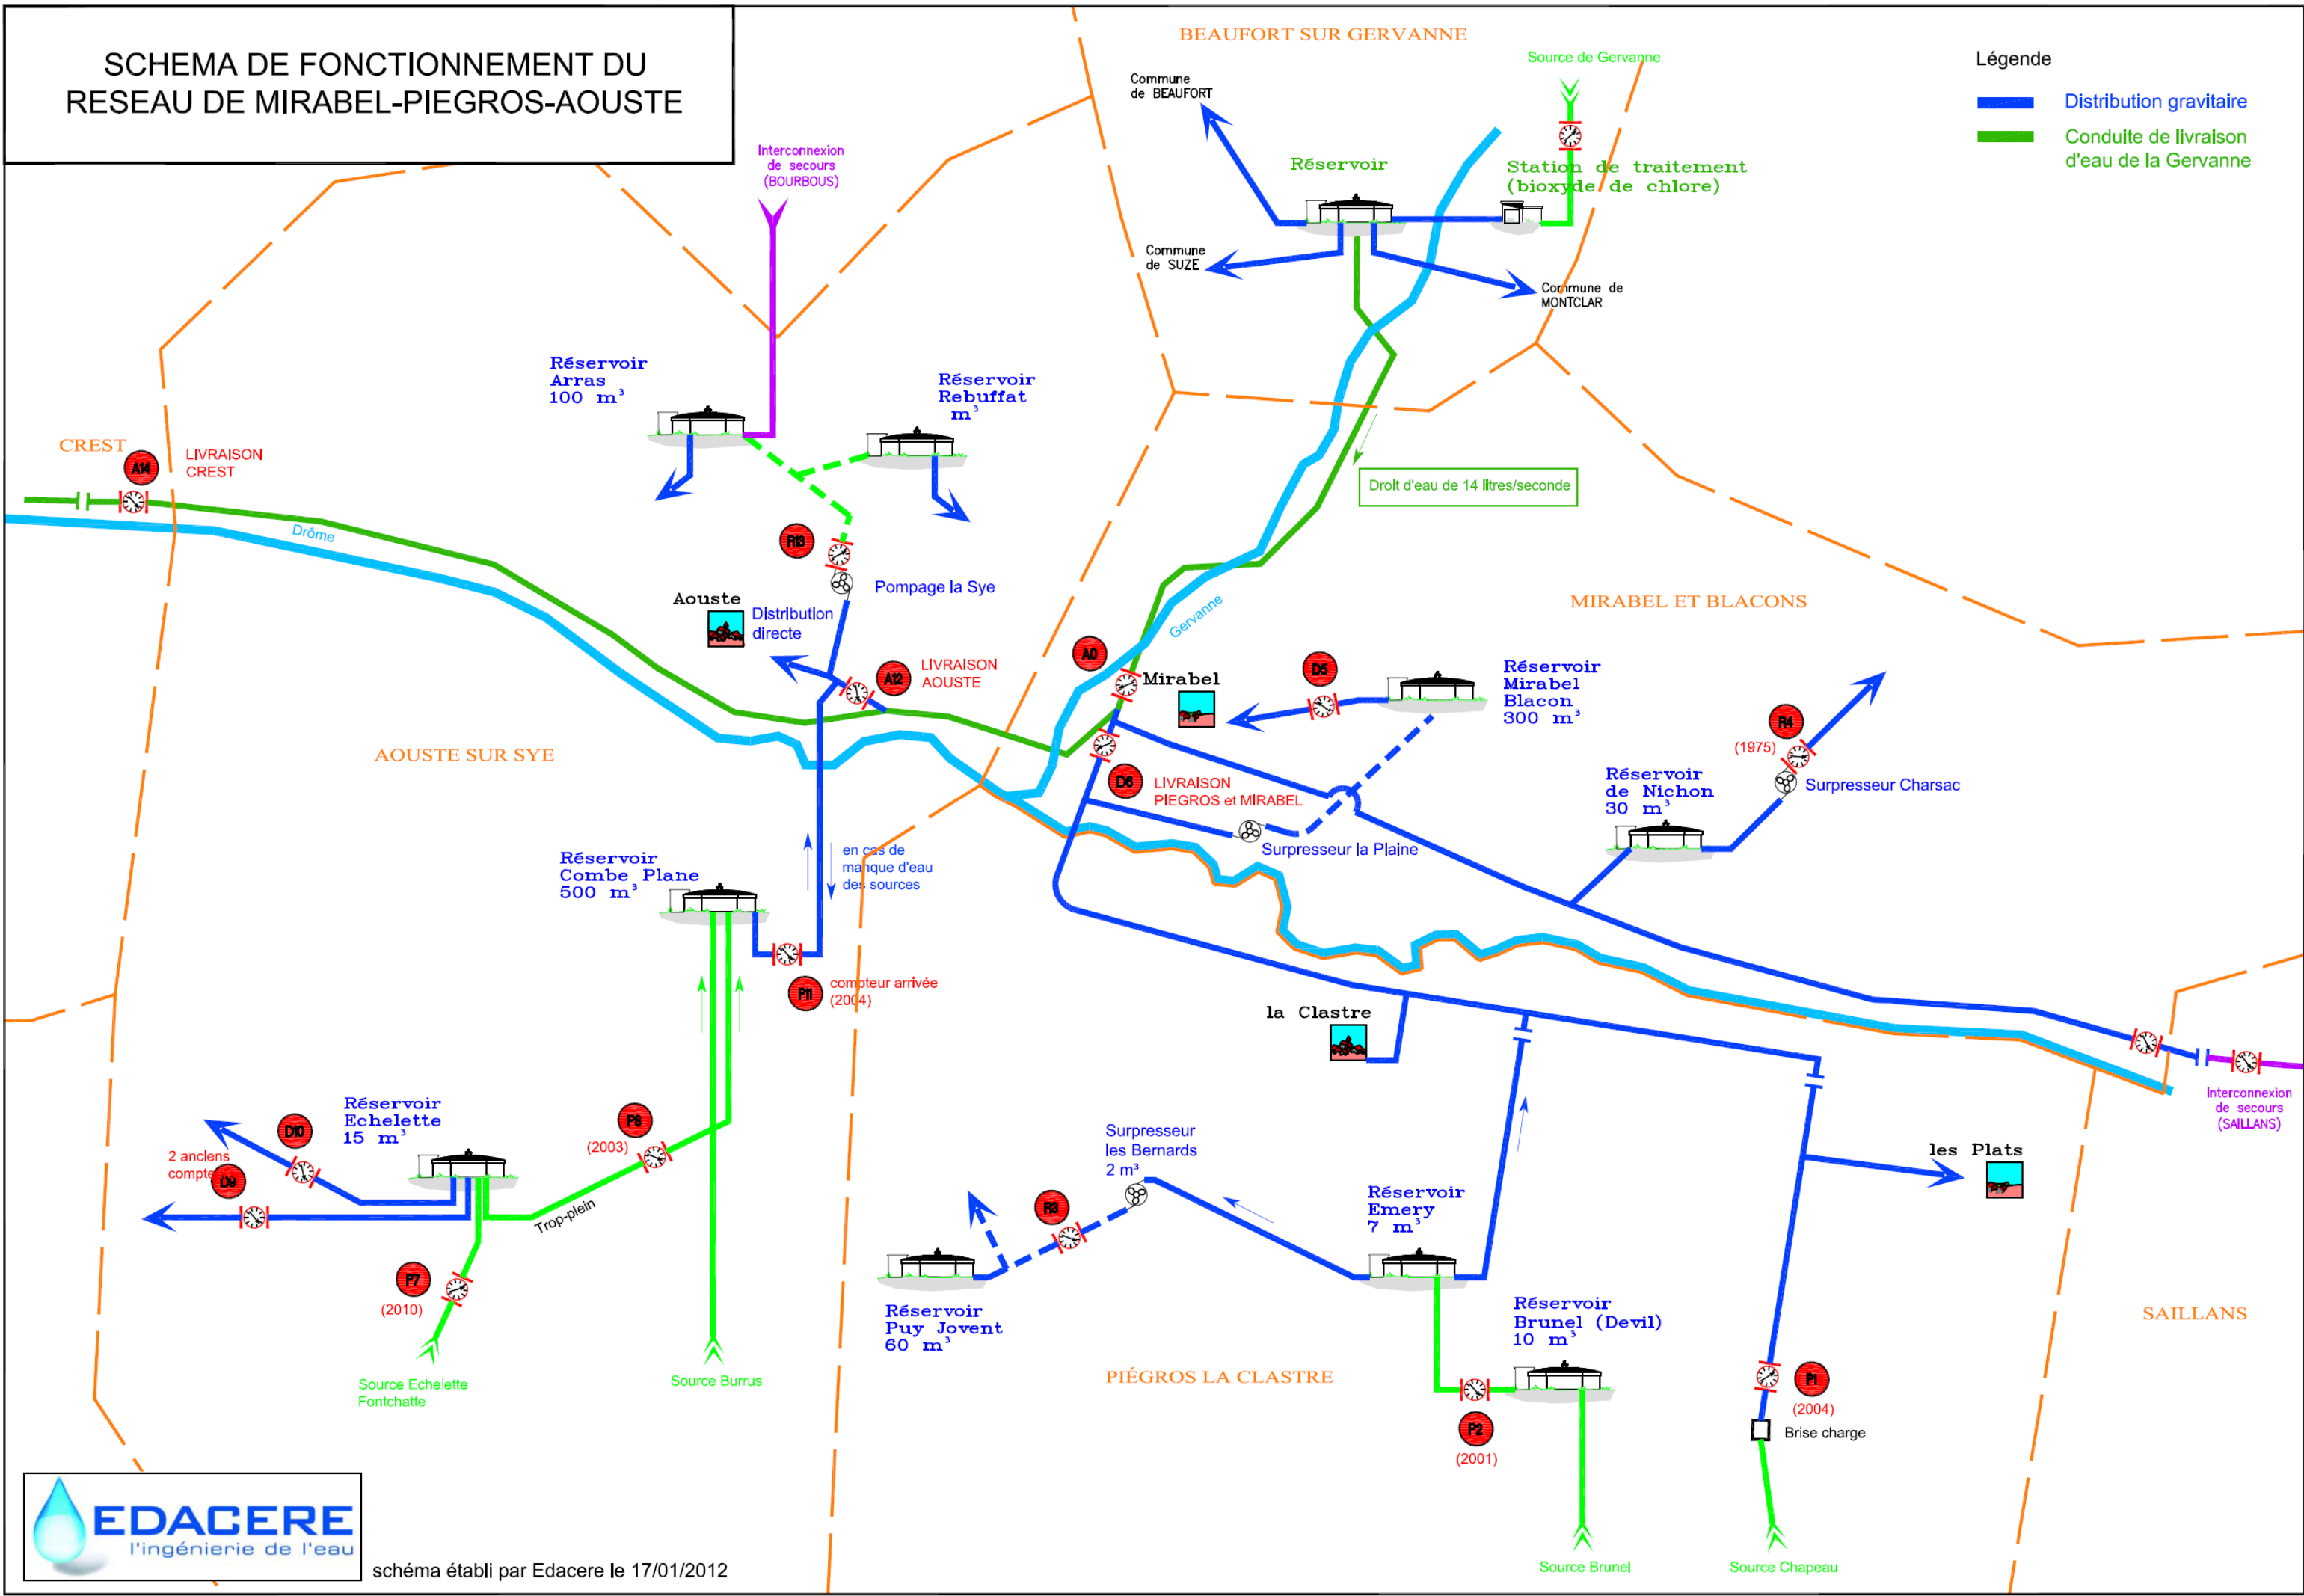 SCHEMA DE FONCTIONNEMENT DU
RESEAU DE MIRABEL-PIEGROS-AOUSTE
BEAUFORT SUR GERVANNE
Source de Gervanne
Légende
Distribution gravitaire
Conduite de livraison
d'eau de la Gervanne
Commune
de BEAUFORT
Interconnexion
de secours
(BOURBOUS)
Réservoir
Station de traitement
(bioxyde de chlore)
Commune
de SUZE
Commune de
MONTCLAR
Réservoir
Arras
100 m³
Réservoir
Rebuffat
m³
CREST
A14
LIVRAISON
CREST
Droit d'eau de 14 litres/seconde
Drôme
R13
Pompage la Sye
Aouste
Distribution
directe
MIRABEL ET BLACONS
Gervanne
A0
A12
LIVRAISON
AOUSTE
Mirabel
D5
Réservoir
Mirabel
Blacon
300 m³
R4
(1975)
AOUSTE SUR SYE
D6
LIVRAISON
PIEGROS et MIRABEL
Réservoir
de Nichon
30 m³
Surpresseur Charsac
Surpresseur la Plaine
Réservoir
Combe Plane
500 m³
en cas de
manque d'eau
des sources
P11
compteur arrivée
(2004)
la Clastre
Interconnexion
de secours
(SAILLANS)
Réservoir
Echelette
15 m³
D10
2 anciens
compte
D9
P8
(2003)
Trop-plein
Surpresseur
les Bernards
2 m³
les Plats
R3
Réservoir
Emery
7 m³
P7
(2010)
Réservoir
Puy Jovent
60 m³
Réservoir
Brunel (Devil)
10 m³
SAILLANS
Source Echelette
Fontchatte
Source Burrus
PIÉGROS LA CLASTRE
P1
(2004)
P2
(2001)
Brise charge
EDACERE
l'ingénierie de l'eau
schéma établi par Edacere le 17/01/2012
Source Brunel
Source Chapeau